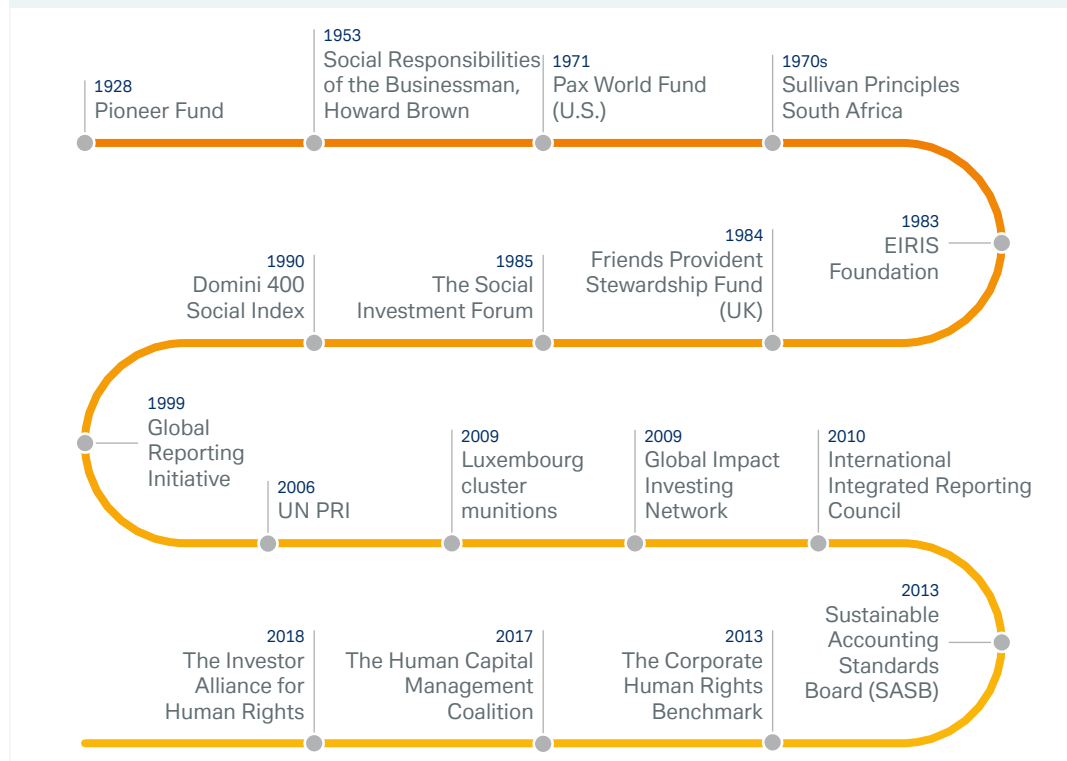 1928
Pioneer Fund
1953
Social Responsibilities
of the Businessman,
Howard Brown
1971
Pax World Fund
(U.S.)
1970s
Sullivan Principles
South Africa
1983
EIRIS
Foundation
1984
Friends Provident
Stewardship Fund
(UK)
1985
The Social
Investment Forum
1990
Domini 400
Social Index
1999
Global
Reporting
Initiative
2006
UN PRI
2009
Luxembourg
cluster
munitions
2009
Global Impact
Investing
Network
2010
International
Integrated Reporting
Council
2013
Sustainable
Accounting
Standards
Board (SASB)
2013
The Corporate
Human Rights
Benchmark
2017
The Human Capital
Management
Coalition
2018
The Investor
Alliance for
Human Rights